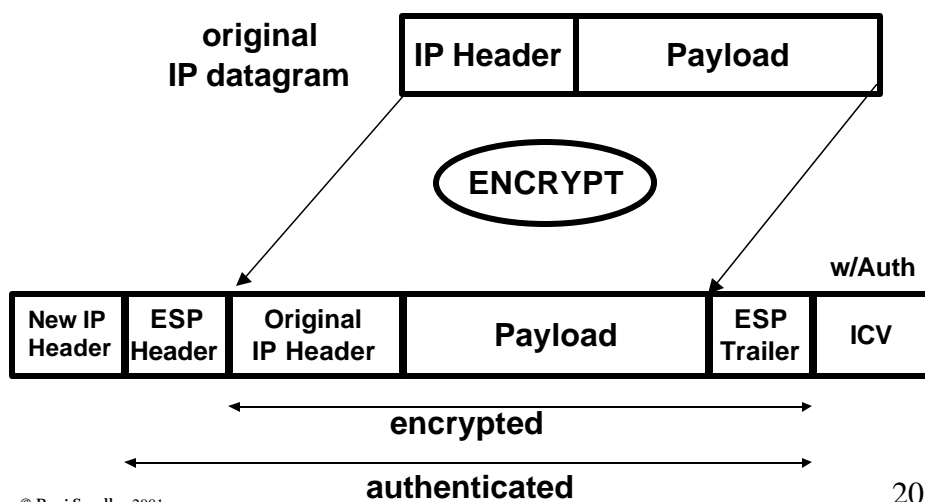 original
IP datagram
IP Header
Payload
ENCRYPT
w/Auth
New IP
Header
ESP
Header
Original
IP Header
Payload
ESP
Trailer
ICV
encrypted
authenticated
2001
20